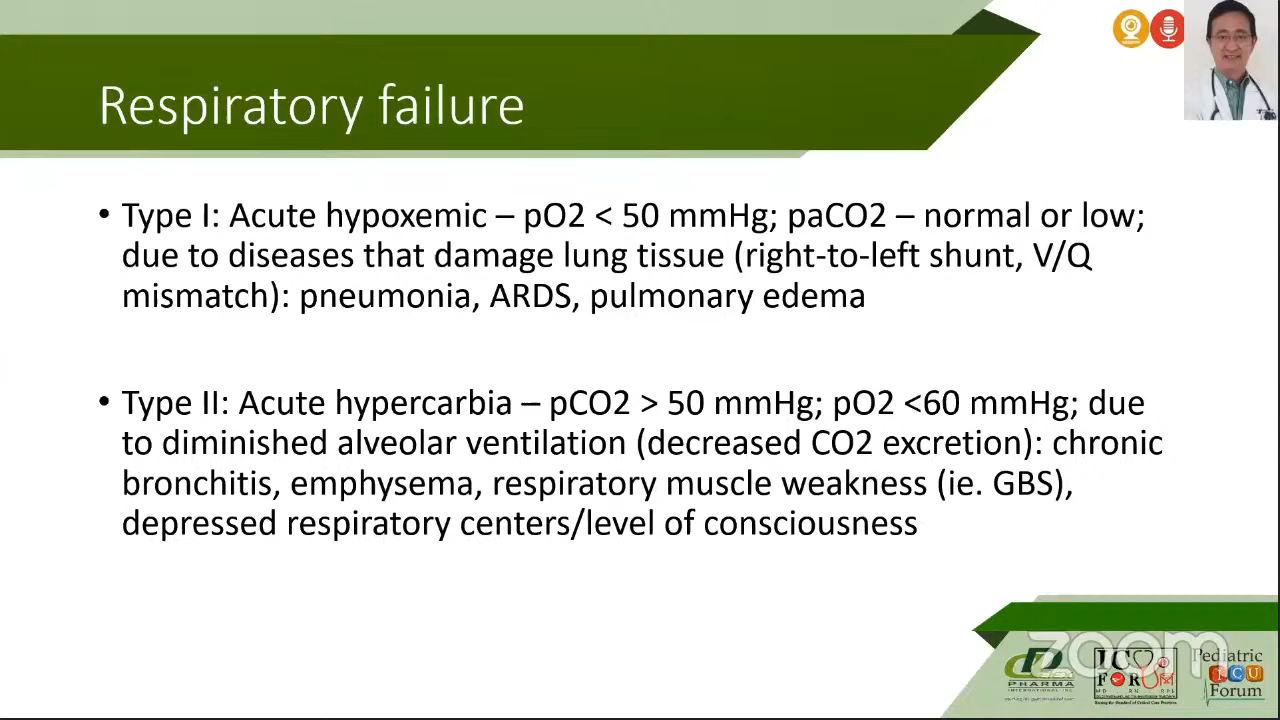 Respiratory failure
• Type I: Acute hypoxemic – pO2 < 50 mmHg; paCO2 – normal or low;
due to diseases that damage lung tissue (right-to-left shunt, V/Q
mismatch): pneumonia, ARDS, pulmonary edema
• Type II: Acute hypercarbia – pCO2 > 50 mmHg; pO2 <60 mmHg; due
to diminished alveolar ventilation (decreased CO2 excretion): chronic
bronchitis, emphysema, respiratory muscle weakness (ie. GBS),
depressed respiratory centers/level of consciousness
zoom
PHARMA
IC
FORUM
Pediatric
ICU
Forum